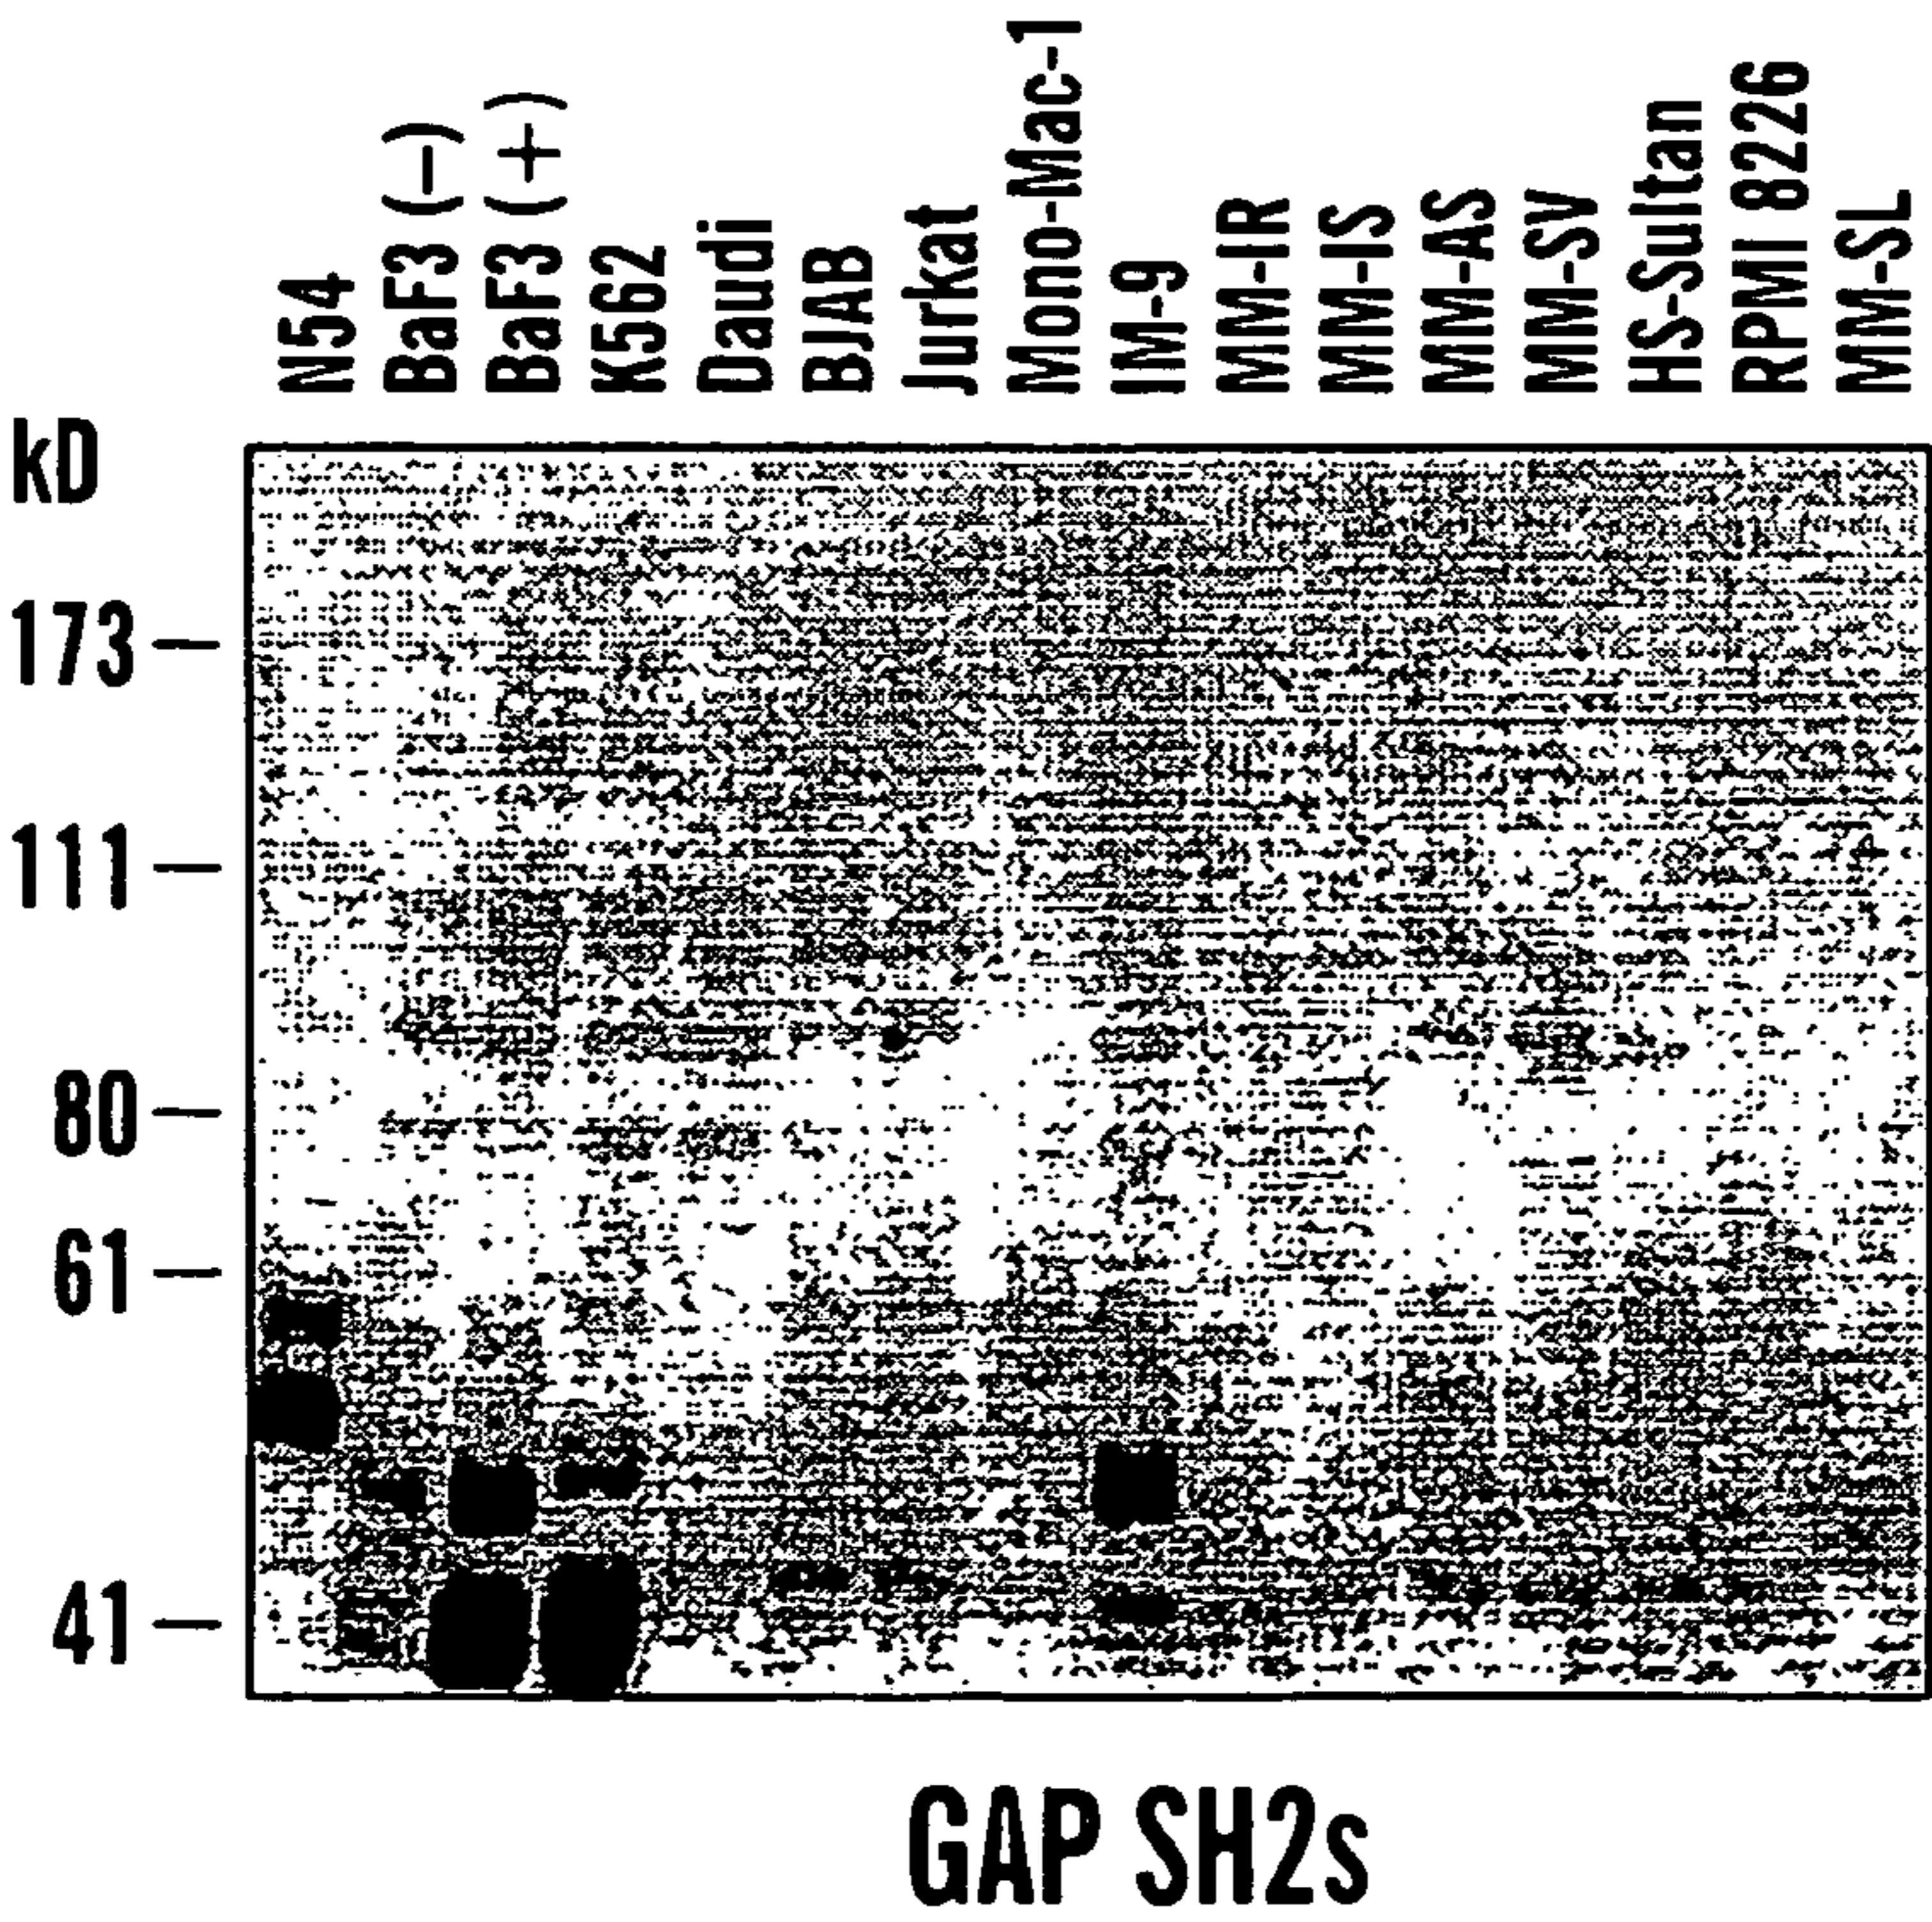 N54
BaF3 (−)
BaF3 (+)
K562
Daudi
BJAB
Jurkat
Mono-Mac-1
IM-9
MM-IR
MM-IS
MM-AS
MM-SV
HS-Sultan
RPMI 8226
MM-SL
kD
173
111
80
61
41
GAP SH2s